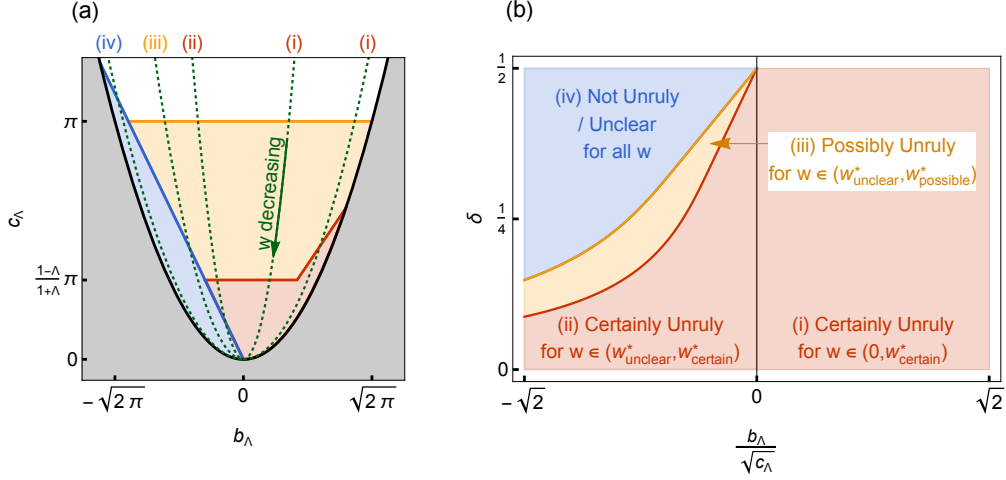 (a)
(iv) (iii) (ii) (i) (i)
c_Λ
π
1-Λ/1+Λ π
0
w decreasing
-√2π 0 √2π
b_Λ
(b)
1/2
1/4
0
δ
(iv) Not Unruly
/ Unclear
for all w
(iii) Possibly Unruly
for w ∈ (w*_unclear, w*_possible)
(ii) Certainly Unruly
for w ∈ (w*_unclear, w*_certain)
(i) Certainly Unruly
for w ∈ (0, w*_certain)
-√2 0 √2
b_Λ/√c_Λ